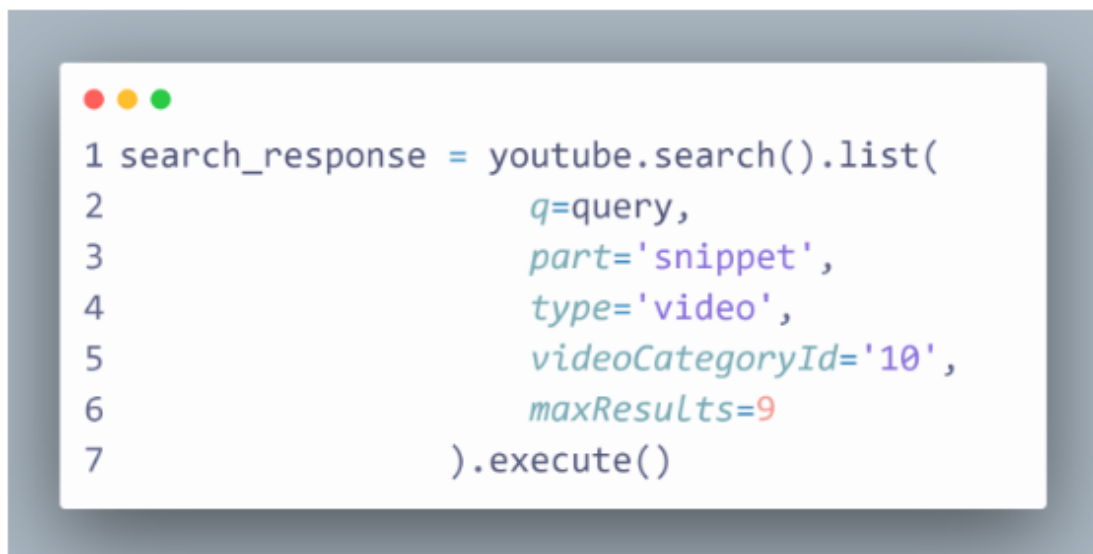 1 search_response = youtube.search().list(
2 q=query,
3 part='snippet',
4 type='video',
5 videoCategoryId='10',
6 maxResults=9
7 ).execute()